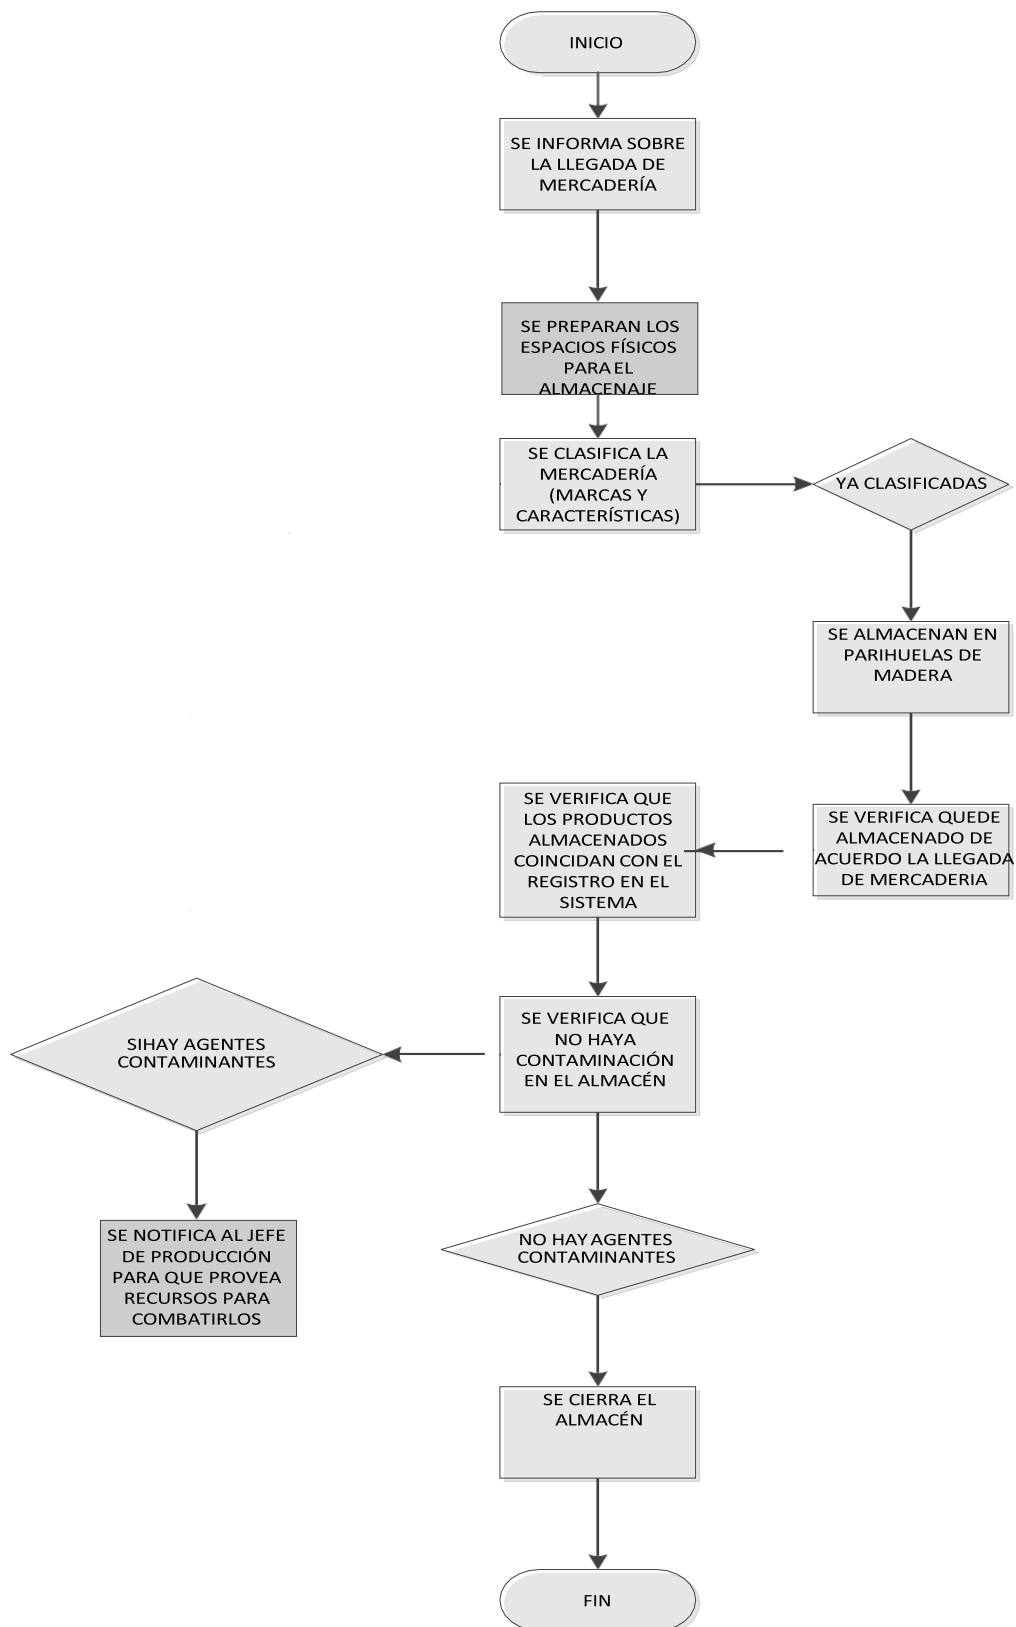 INICIO
SE INFORMA SOBRE
LA LLEGADA DE
MERCADERÍA
SE PREPARAN LOS
ESPACIOS FÍSICOS
PARA EL
ALMACENAJE
SE CLASIFICA LA
MERCADERÍA
(MARCAS Y
CARACTERÍSTICAS)
YA CLASIFICADAS
SE ALMACENAN EN
PARIHUELAS DE
MADERA
SE VERIFICA QUEDE
ALMACENADO DE
ACUERDO LA LLEGADA
DE MERCADERIA
SE VERIFICA QUE
LOS PRODUCTOS
ALMACENADOS
COINCIDAN CON EL
REGISTRO EN EL
SISTEMA
SE VERIFICA QUE
NO HAYA
CONTAMINACIÓN
EN EL ALMACÉN
SIHAY AGENTES
CONTAMINANTES
SE NOTIFICA AL JEFE
DE PRODUCCIÓN
PARA QUE PROVEA
RECURSOS PARA
COMBATIRLOS
NO HAY AGENTES
CONTAMINANTES
SE CIERRA EL
ALMACÉN
FIN